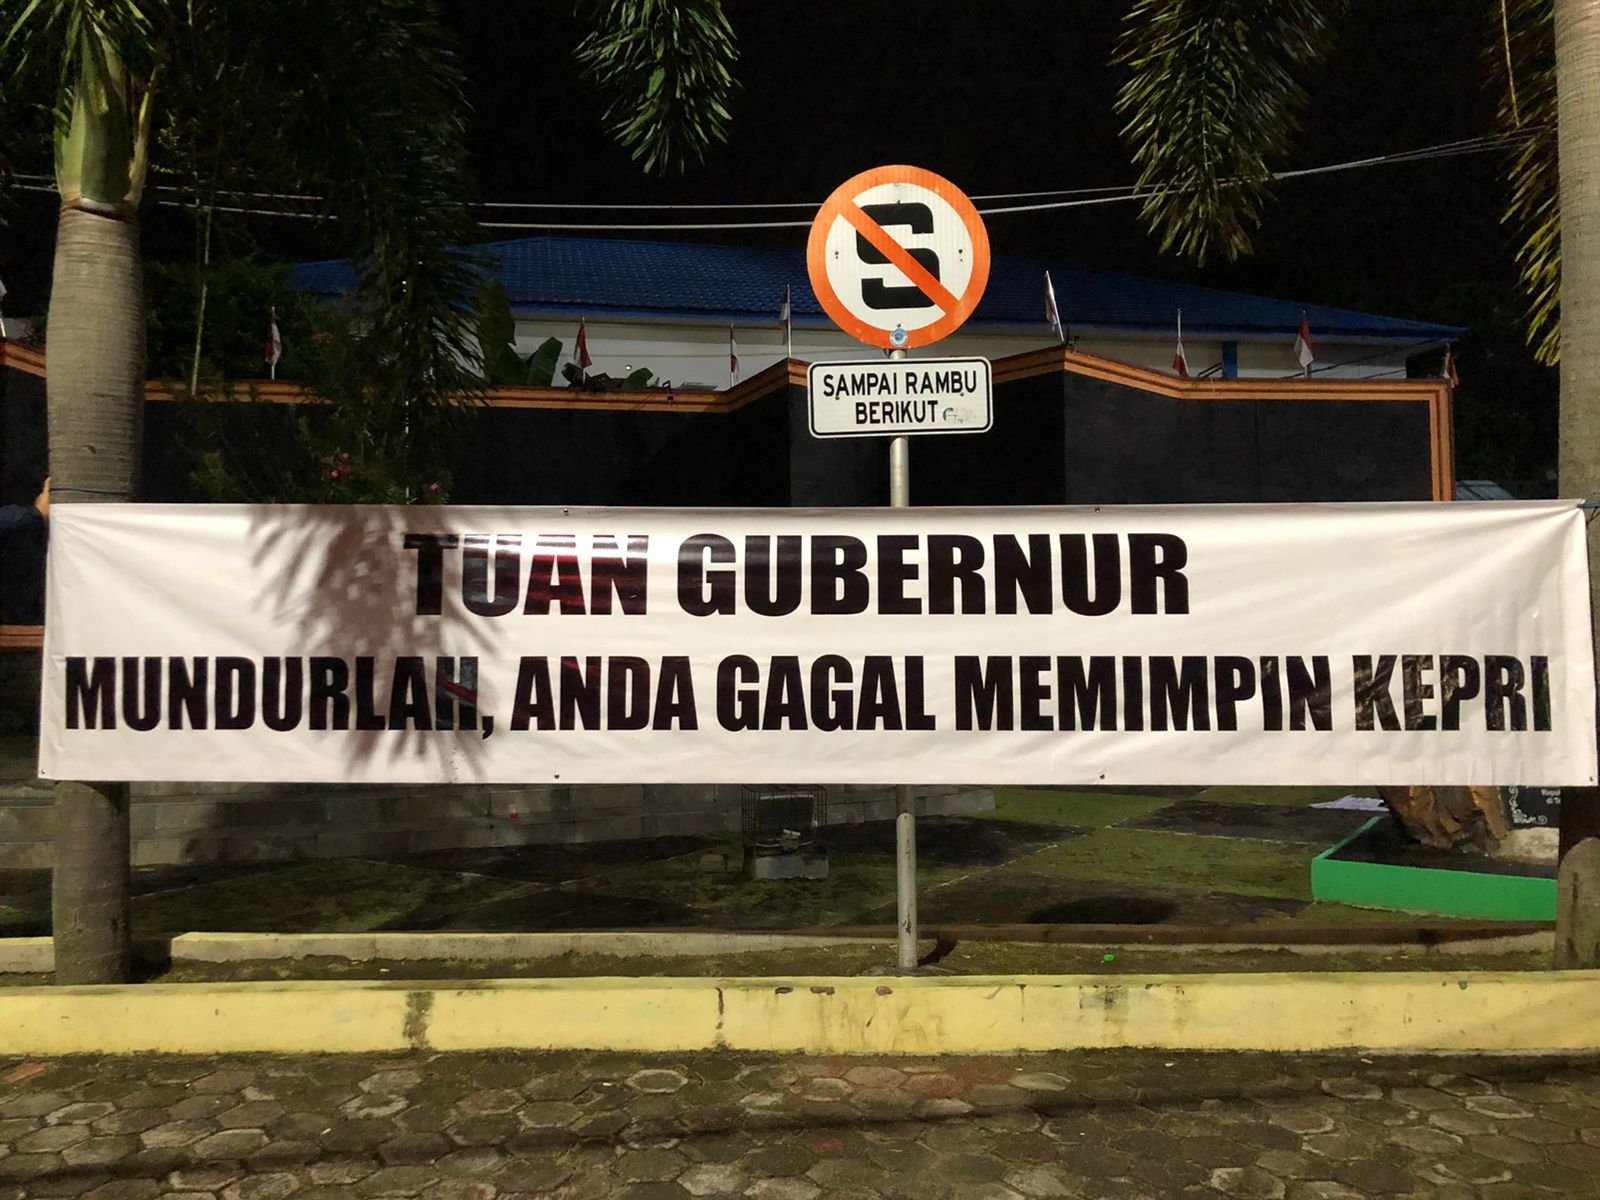 S
SAMPAI RAMBU
BERIKUT
TUAN GUBERNUR
MUNDURLAH, ANDA GAGAL MEMIMPIN KEPRI